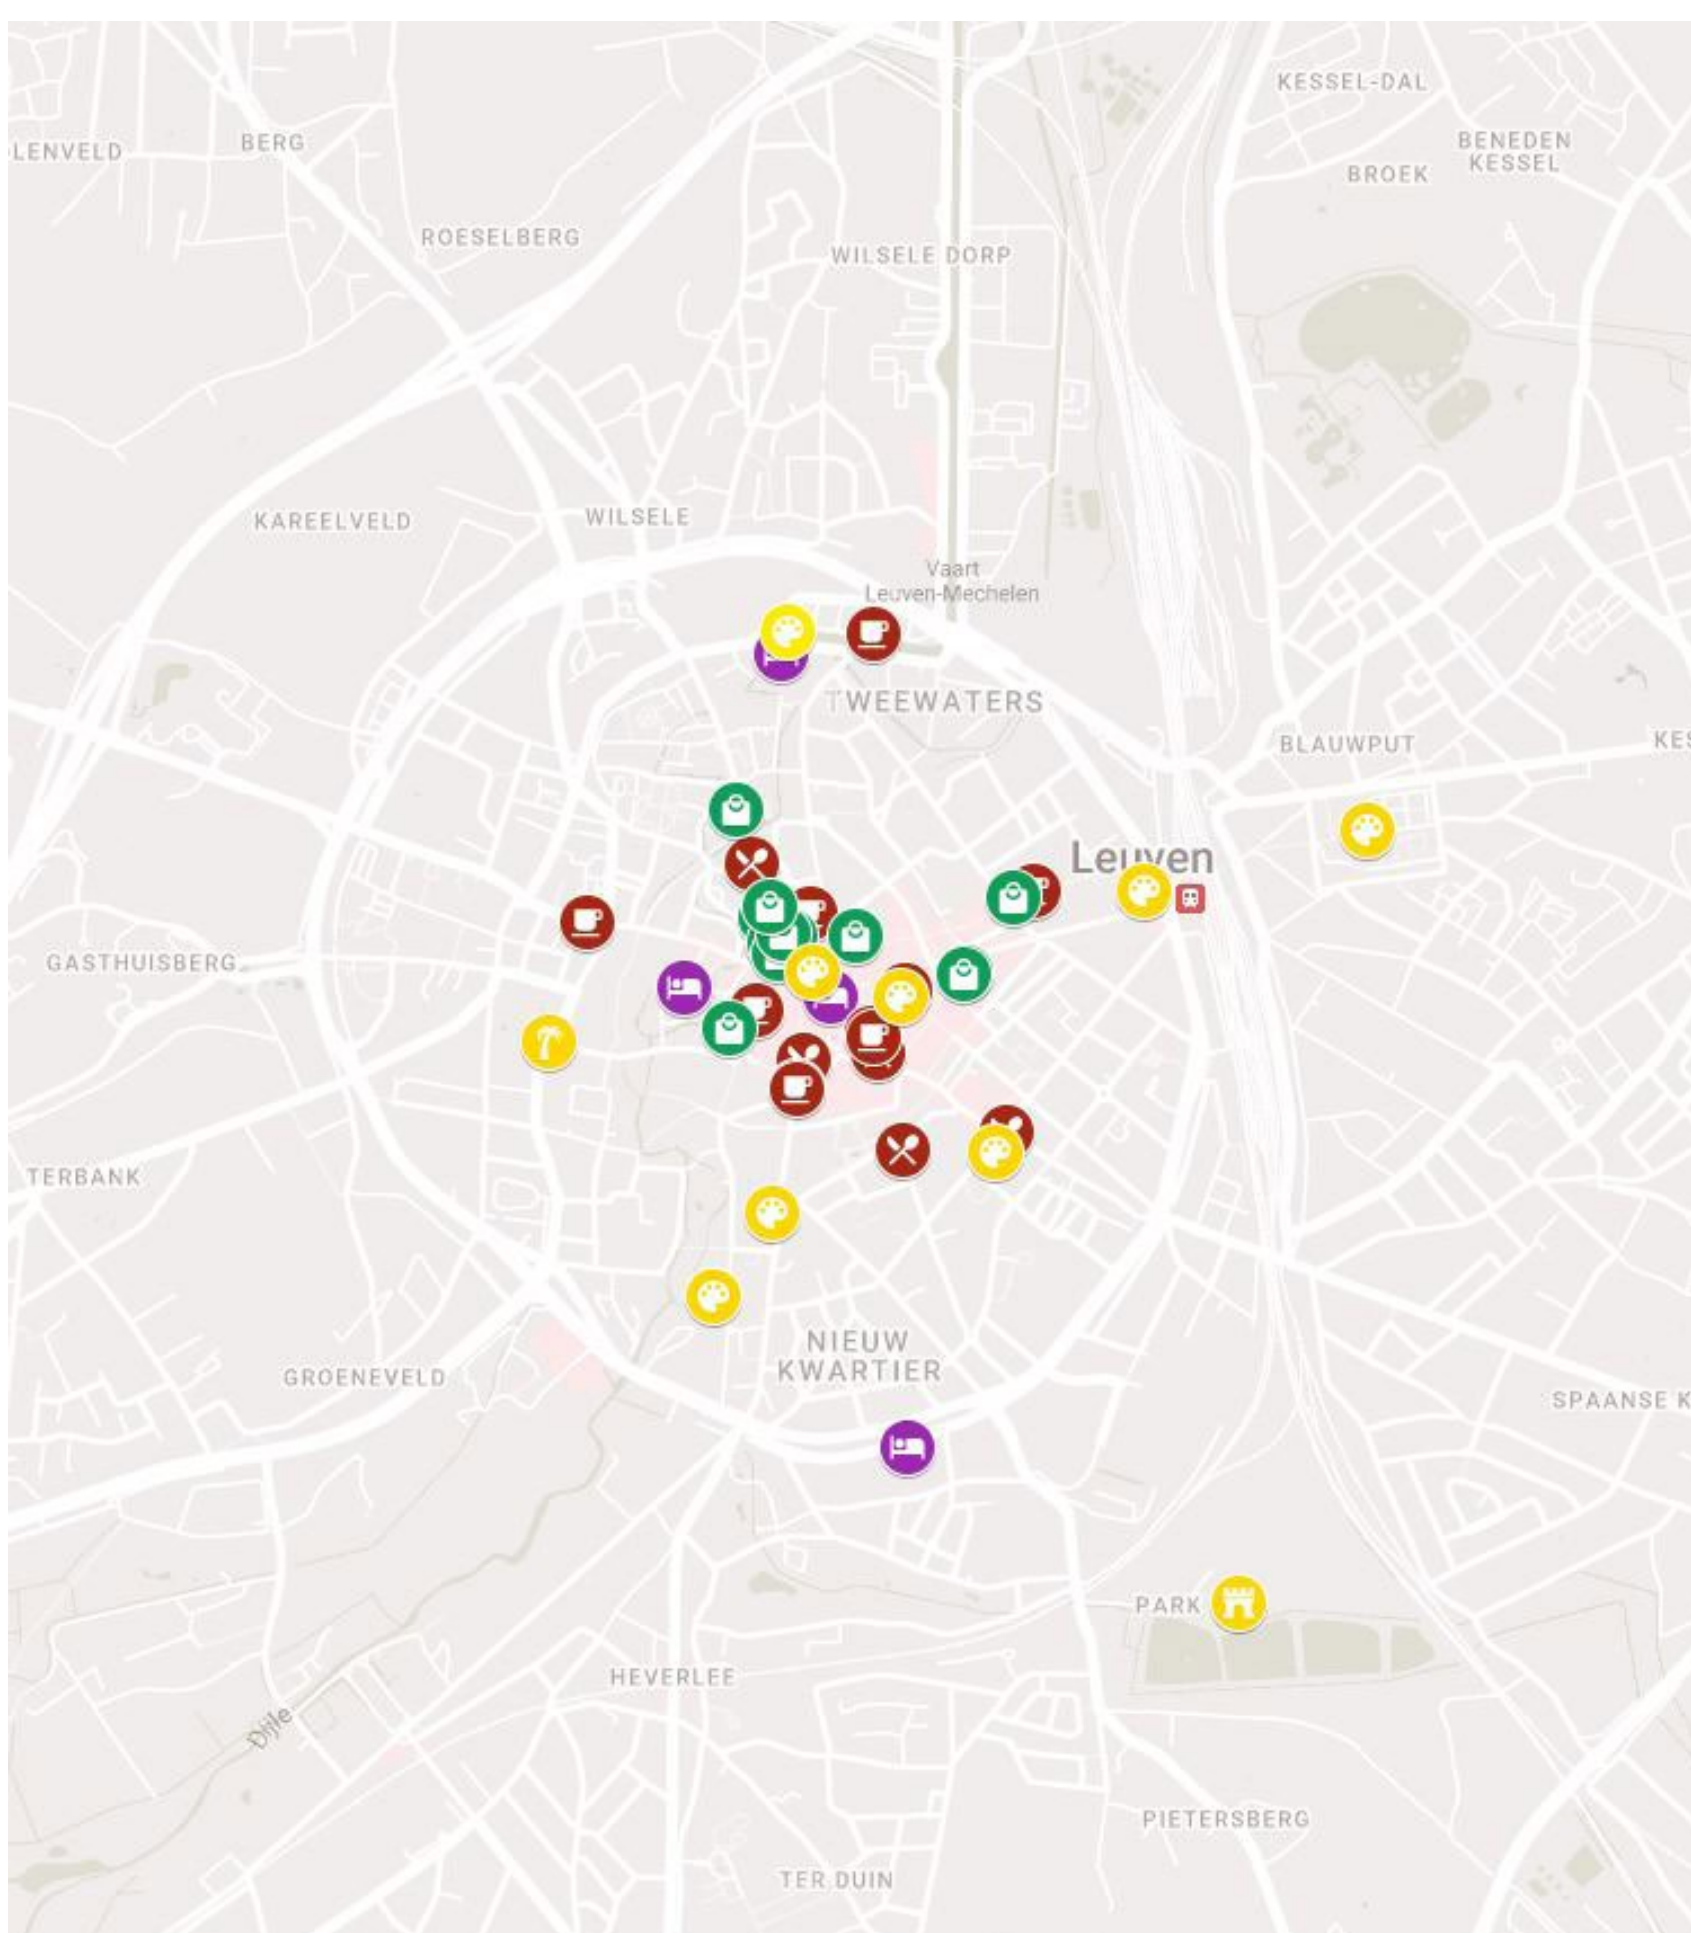 KESSEL-DAL
BERG
LENVELD
BENEDEN
KESSEL
BROEK
ROESELBERG
WILSELE DORP
KAREELVELD
WILSELE
Vaart
Leuven-Mechelen
TWEEWATERS
BLAUWPUT
KES
Leuven
GASTHUISBERG
TERBANK
NIEUW
KWARTIER
GROENEVELD
SPAANSE K
PARK
HEVERLEE
Dijle
PIETERSBERG
TER DUIN